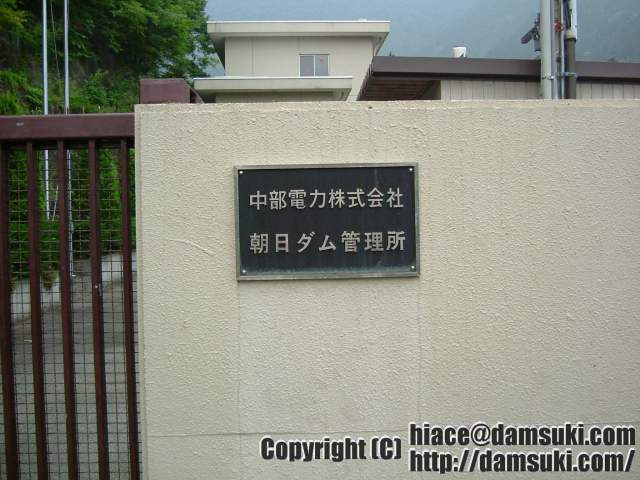 中部電力株式会社
朝日ダム管理所
Copyright (C) hiace@damsuki.com
http://damsuki.com/